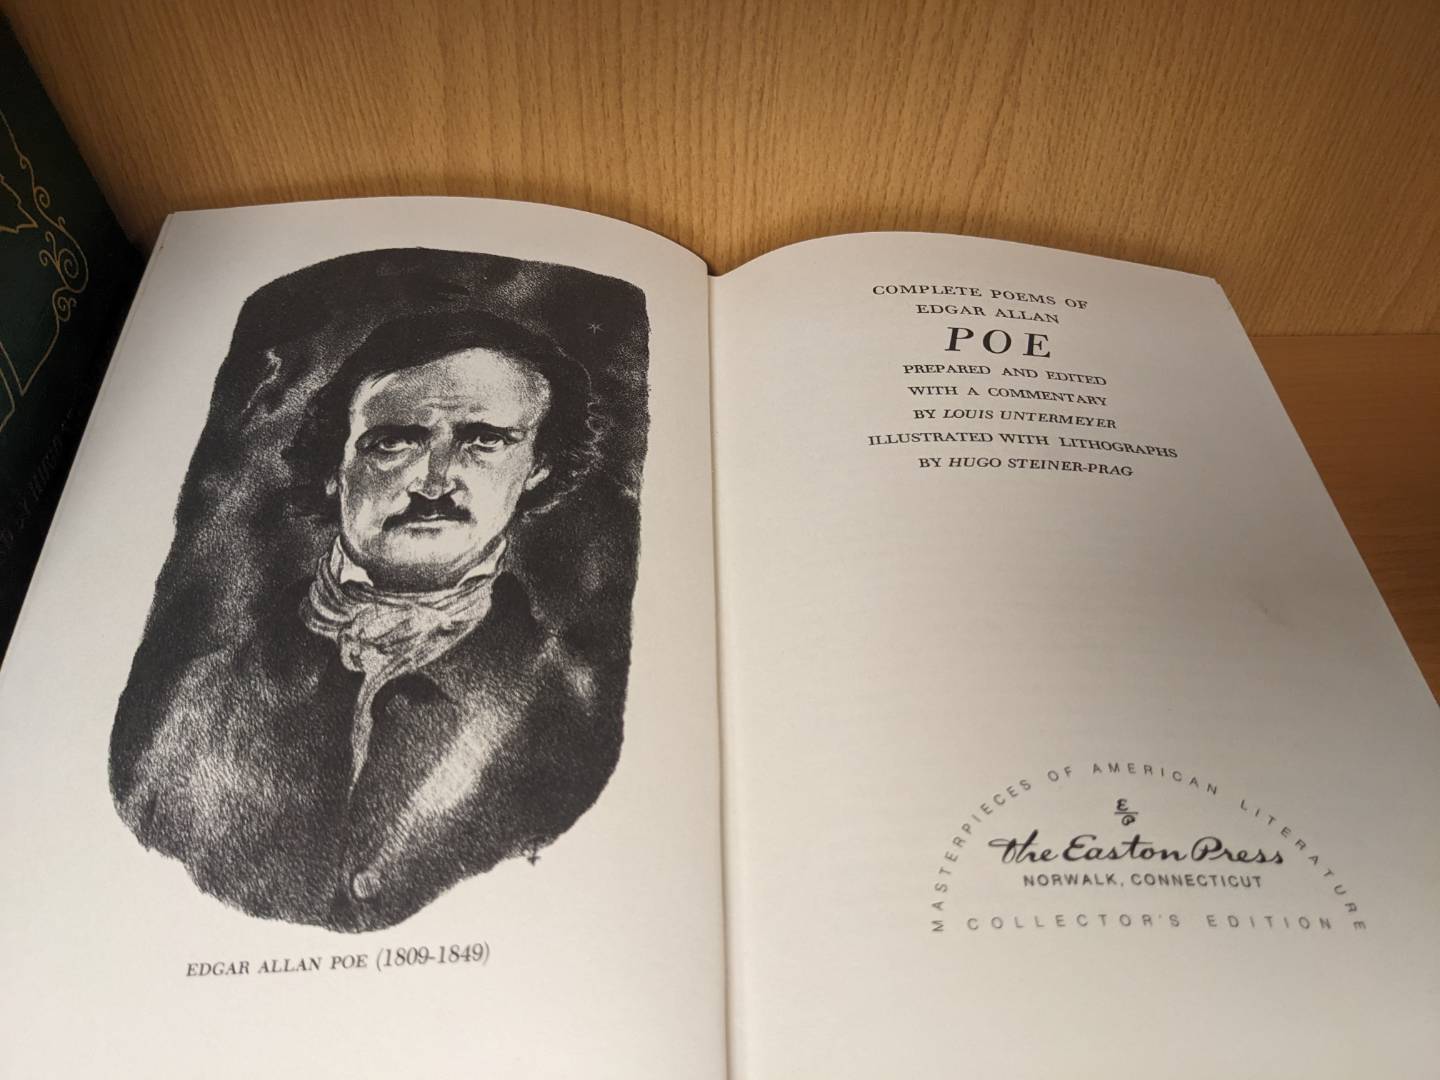 EDGAR ALLAN POE (1809-1849)
COMPLETE POEMS OF
EDGAR ALLAN
POE
PREPARED AND EDITED
WITH A COMMENTARY
BY LOUIS UNTERMEYER
ILLUSTRATED WITH LITHOGRAPHS
BY HUGO STEINER-PRAG
MASTERPIECES OF AMERICAN LITERATURE
EP
The Easton Press
NORWALK, CONNECTICUT
COLLECTOR'S EDITION